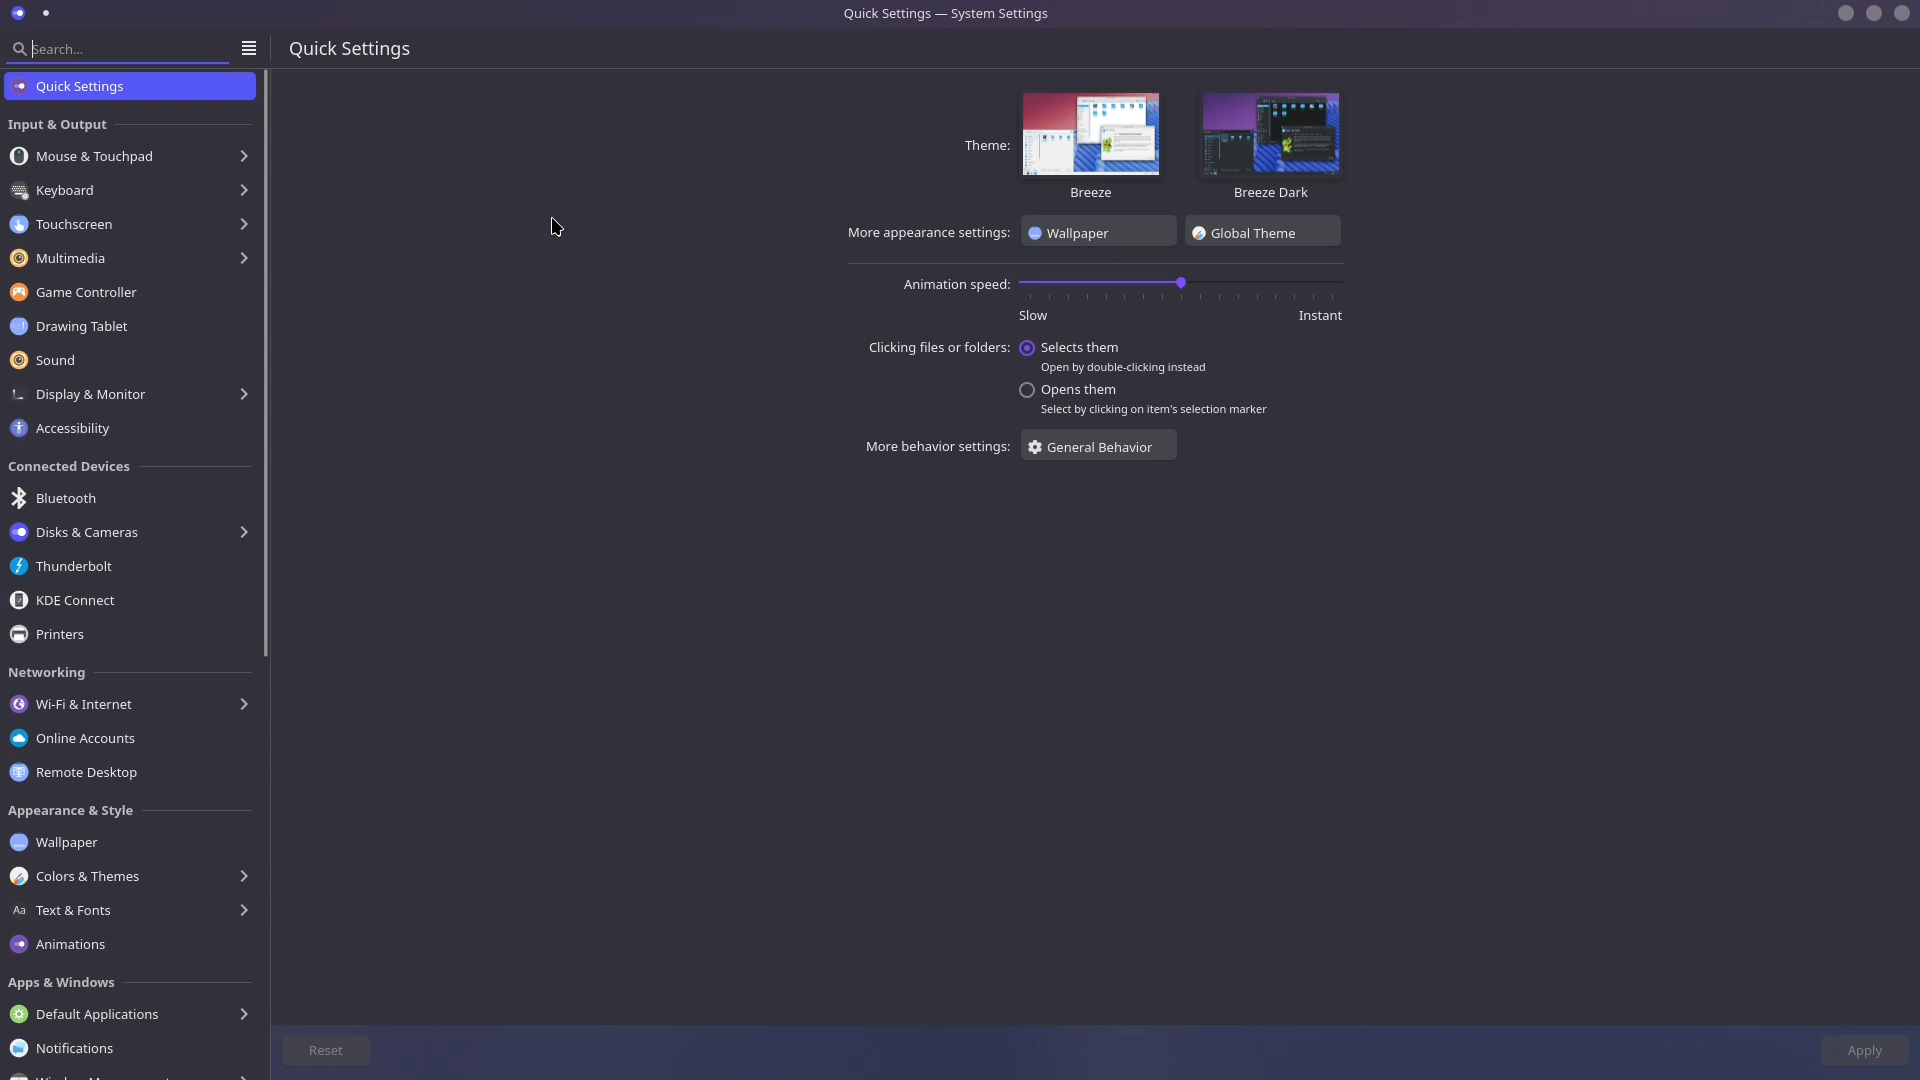 Quick Settings — System Settings
Search...
Quick Settings
Quick Settings
Input & Output
Mouse & Touchpad
Keyboard
Touchscreen
Multimedia
Game Controller
Drawing Tablet
Sound
Display & Monitor
Accessibility
Connected Devices
Bluetooth
Disks & Cameras
Thunderbolt
KDE Connect
Printers
Networking
Wi-Fi & Internet
Online Accounts
Remote Desktop
Appearance & Style
Wallpaper
Colors & Themes
Aa Text & Fonts
Animations
Apps & Windows
Default Applications
Notifications
Theme:
Breeze
Breeze Dark
More appearance settings:
Wallpaper
Global Theme
Animation speed:
Slow
Instant
Clicking files or folders:
Selects them
Open by double-clicking instead
Opens them
Select by clicking on item's selection marker
More behavior settings:
General Behavior
Reset
Apply